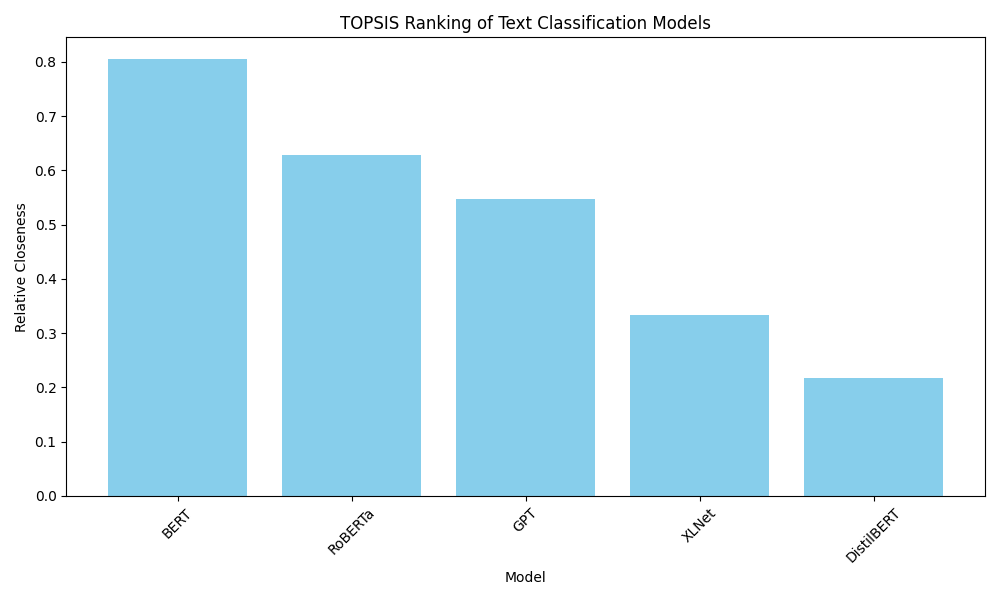 TOPSIS Ranking of Text Classification Models
Relative Closeness
0.8
0.7
0.6
0.5
0.4
0.3
0.2
0.1
0.0
BERT
RoBERTa
GPT
XLNet
DistilBERT
Model